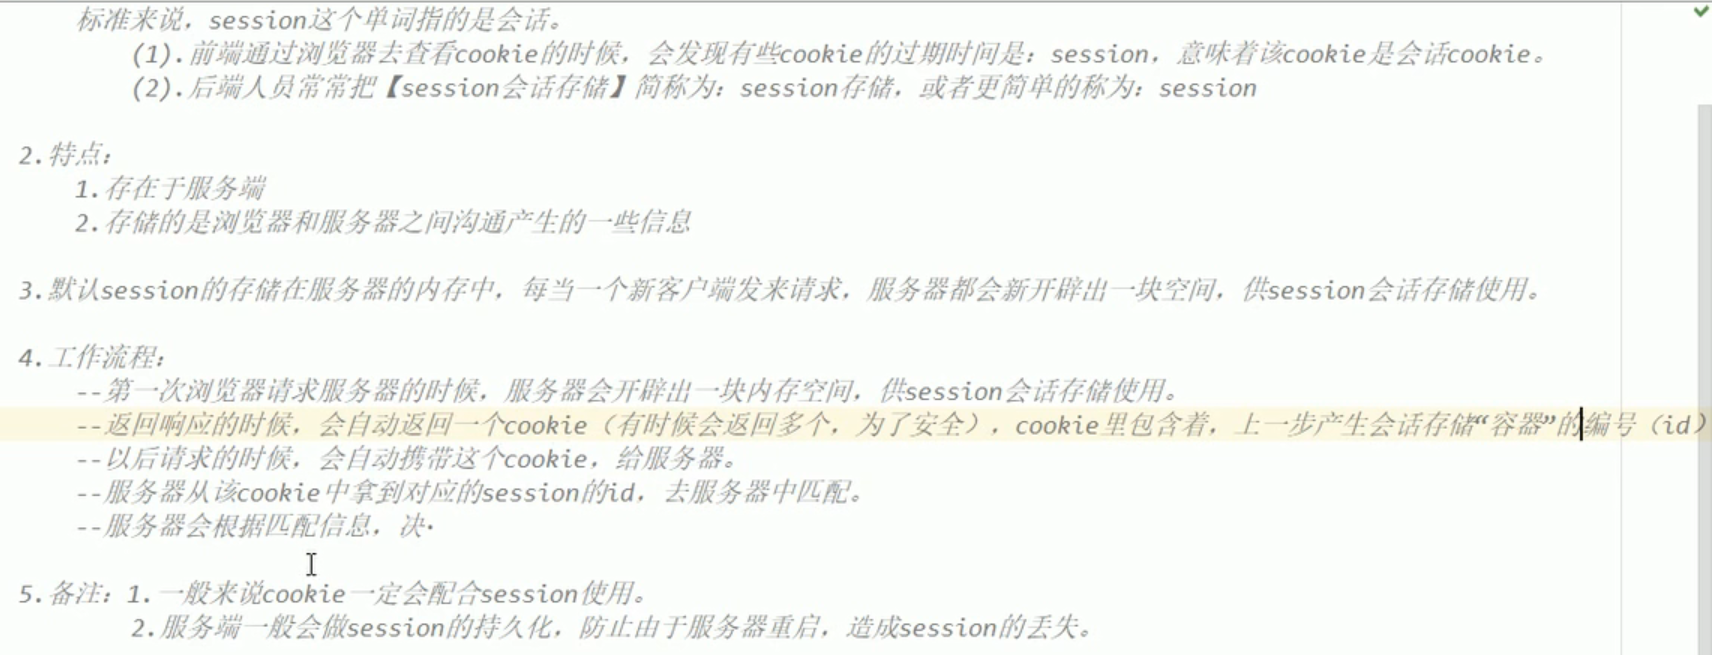 标准来说，session这个单词指的是会话。
(1).前端通过浏览器去查看cookie的时候，会发现有些cookie的过期时间是：session，意味着该cookie是会话cookie。
(2).后端人员常常把【session会话存储】简称为：session存储，或者更简单的称为：session
2.特点：
1.存在于服务端
2.存储的是浏览器和服务器之间沟通产生的一些信息
3.默认session的存储在服务器的内存中，每当一个新客户端发来请求，服务器都会新开辟出一块空间，供session会话存储使用。
4.工作流程：
--第一次浏览器请求服务器的时候，服务器会开辟出一块内存空间，供session会话存储使用。
--返回响应的时候，会自动返回一个cookie（有时候会返回多个，为了安全），cookie里包含着，上一步产生会话存储“容器”的编号（id）
--以后请求的时候，会自动携带这个cookie，给服务器。
--服务器从该cookie中拿到对应的session的id，去服务器中匹配。
--服务器会根据匹配信息，决·
5.备注：1.一般来说cookie一定会配合session使用。
2.服务端一般会做session的持久化，防止由于服务器重启，造成session的丢失。